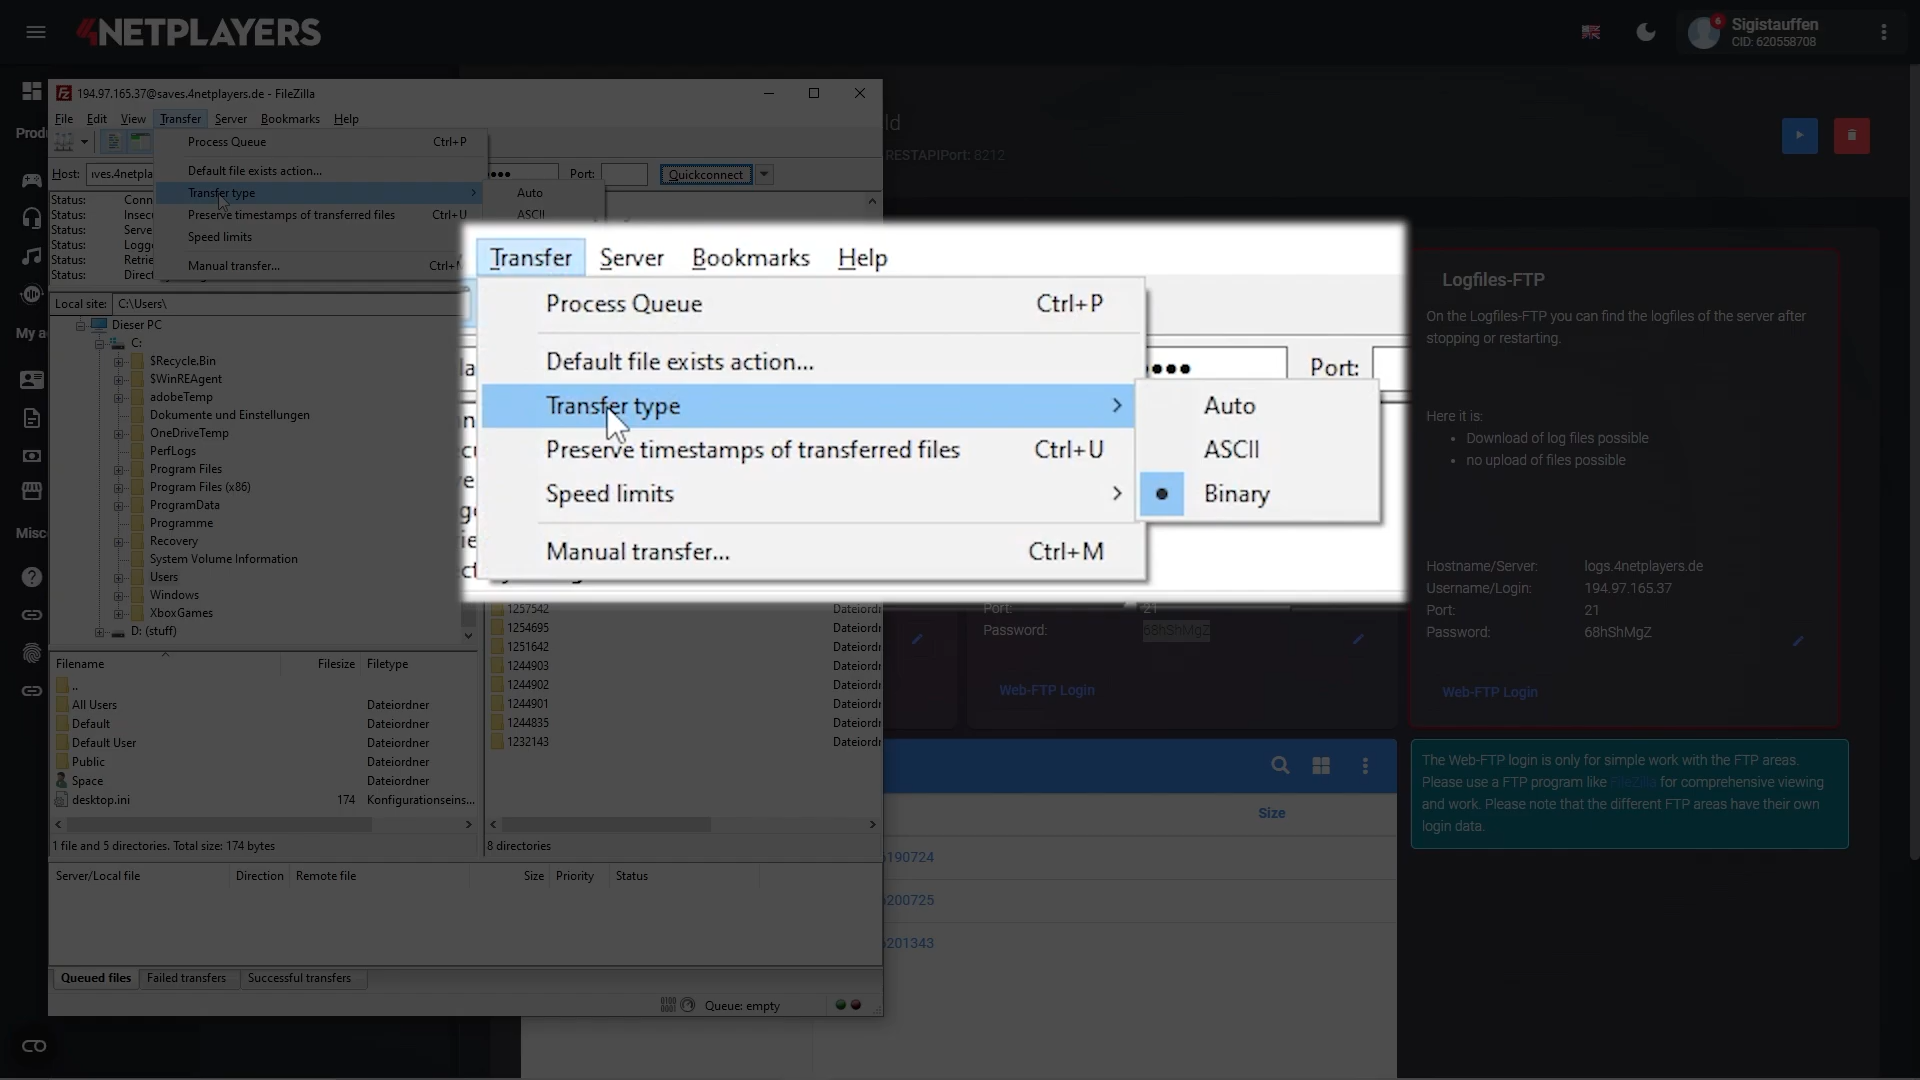 4NETPLAYERS
6
Sigistauffen
CID: 620558708
194.97.165.37@saves.4netplayers.de - FileZilla
File Edit View Transfer Server Bookmarks Help
Process Queue Ctrl+P
Default file exists action...
Transfer type
Auto
ASCII
Preserve timestamps of transferred files Ctrl+U
Speed limits
Manual transfer...
Host: Port: Quickconnect
Status:
Status:
Status:
Status:
Status:
Status:
Local site: C:\Users\
Dieser PC
C:
$Recycle.Bin
$WinREAgent
adobeTemp
Dokumente und Einstellungen
OneDriveTemp
PerfLogs
Program Files
Program Files (x86)
ProgramData
Programme
Recovery
System Volume Information
Users
Windows
XboxGames
D: (stuff)
Filename Filesize Filetype
..
All Users Dateiordner
Default Dateiordner
Default User Dateiordner
Public Dateiordner
Space Dateiordner
desktop.ini 174 Konfigurationseins...
1 file and 5 directories. Total size: 174 bytes
1257542
1254695
1251642
1244903
1244902
1244901
1244835
1232143
8 directories
Server/Local file Direction Remote file Size Priority Status
Queued files Failed transfers Successful transfers
Queue: empty
Transfer Server Bookmarks Help
Process Queue Ctrl+P
Default file exists action...
Transfer type
Preserve timestamps of transferred files Ctrl+U
Speed limits
Manual transfer... Ctrl+M
Port:
Auto
ASCII
Binary
RESTAPIPort: 8212
Port: 21
Password: 68hShMgZ
Web-FTP Login
Size
Logfiles-FTP
On the Logfiles-FTP you can find the logfiles of the server after
stopping or restarting.
Here it is:
• Download of log files possible
• no upload of files possible
Hostname/Server: logs.4netplayers.de
Username/Login: 194.97.165.37
Port: 21
Password: 68hShMgZ
Web-FTP Login
The Web-FTP login is only for simple work with the FTP areas.
Please use a FTP program like FileZilla for comprehensive viewing
and work. Please note that the different FTP areas have their own
login data.